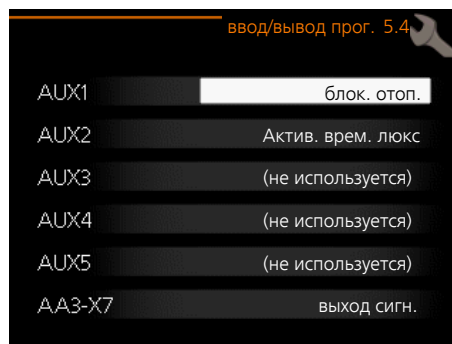 ввод/вывод прог. 5.4
AUX1 блок. отоп.
AUX2 Актив. врем. люкс
AUX3 (не используется)
AUX4 (не используется)
AUX5 (не используется)
AA3-X7 выход сигн.